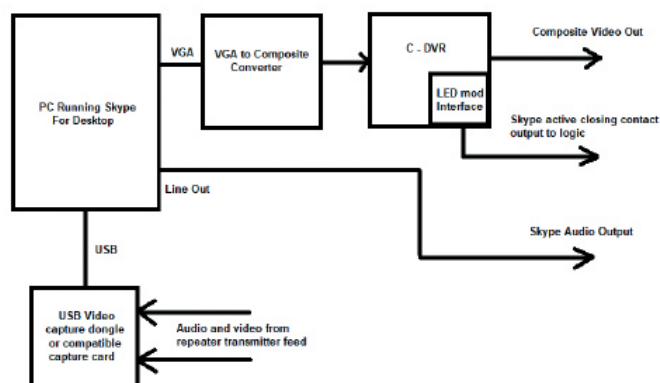 VGA
VGA to Composite
Converter
C - DVR
Composite Video Out
PC Running Skype
For Desktop
LED mod
Interface
Skype active closing contact
output to logic
Line Out
Skype Audio Output
USB
USB Video
capture dongle
or compatible
capture card
Audio and video from
repeater transmitter feed